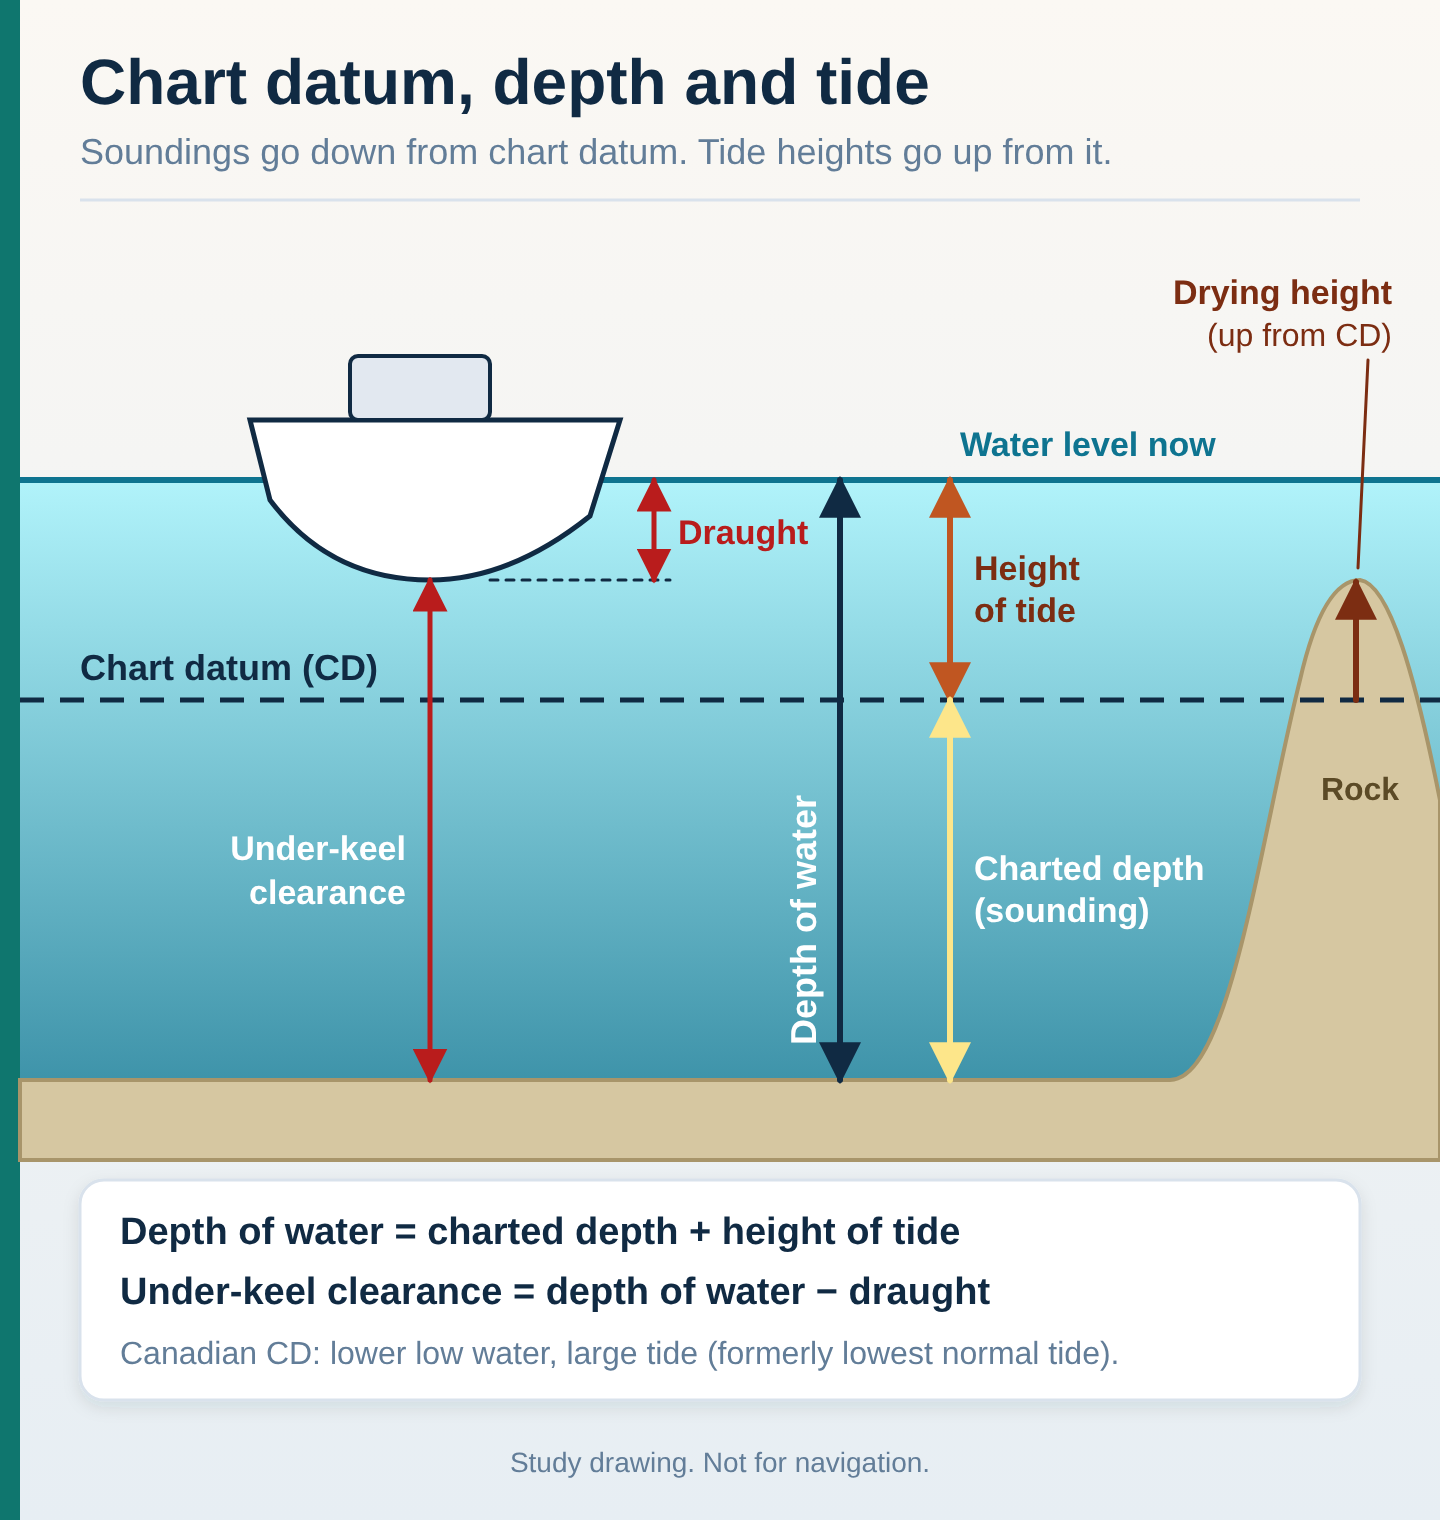 Chart datum, depth and tide
Soundings go down from chart datum. Tide heights go up from it.
Drying height
(up from CD)
Water level now
Draught
Height
of tide
Chart datum (CD)
Rock
Under-keel
clearance
Depth of water
Charted depth
(sounding)
Depth of water = charted depth + height of tide
Under-keel clearance = depth of water − draught
Canadian CD: lower low water, large tide (formerly lowest normal tide).
Study drawing. Not for navigation.